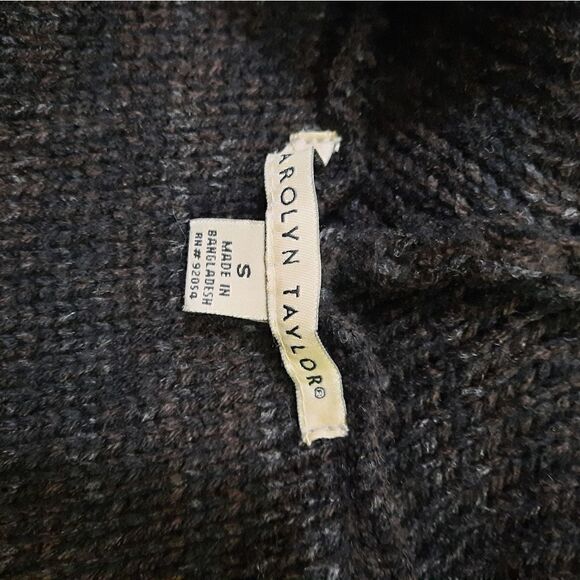 AROLYN TAYLOR®
S
MADE IN
BANGLADESH
RN# 92054